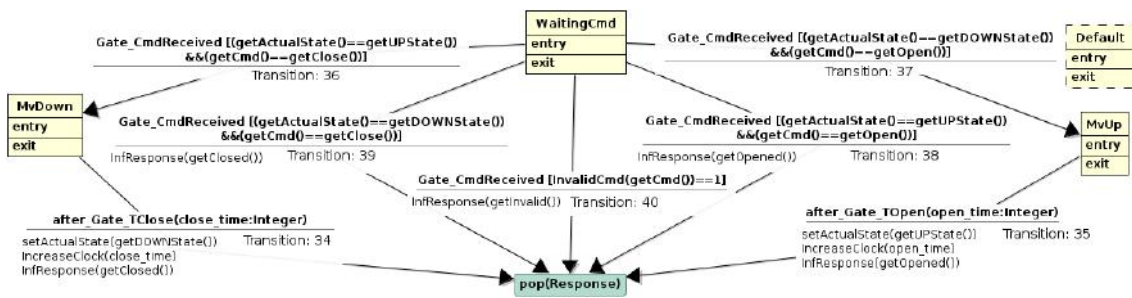 WaitingCmd
entry
exit
Gate_CmdReceived [(getActualState()==getUPState())
&&(getCmd()==getClose())]
Transition: 36
Gate_CmdReceived [(getActualState()==getDOWNState())
&&(getCmd()==getOpen())]
Transition: 37
Default
entry
exit
MvDown
entry
exit
Gate_CmdReceived [(getActualState()==getDOWNState())
&&(getCmd()==getClose())]
InfResponse(getClosed())
Transition: 39
Gate_CmdReceived [(getActualState()==getUPState())
&&(getCmd()==getOpen())]
InfResponse(getOpened())
Transition: 38
MvUp
entry
exit
Gate_CmdReceived [InvalidCmd(getCmd())==1]
InfResponse(getInvalid())
Transition: 40
after_Gate_TClose(close_time:Integer)
setActualState(getDOWNState())
Transition: 34
IncreaseClock(close_time)
InfResponse(getClosed())
after_Gate_TOpen(open_time:Integer)
setActualState(getUPState())
Transition: 35
IncreaseClock(open_time)
InfResponse(getOpened())
pop(Response)